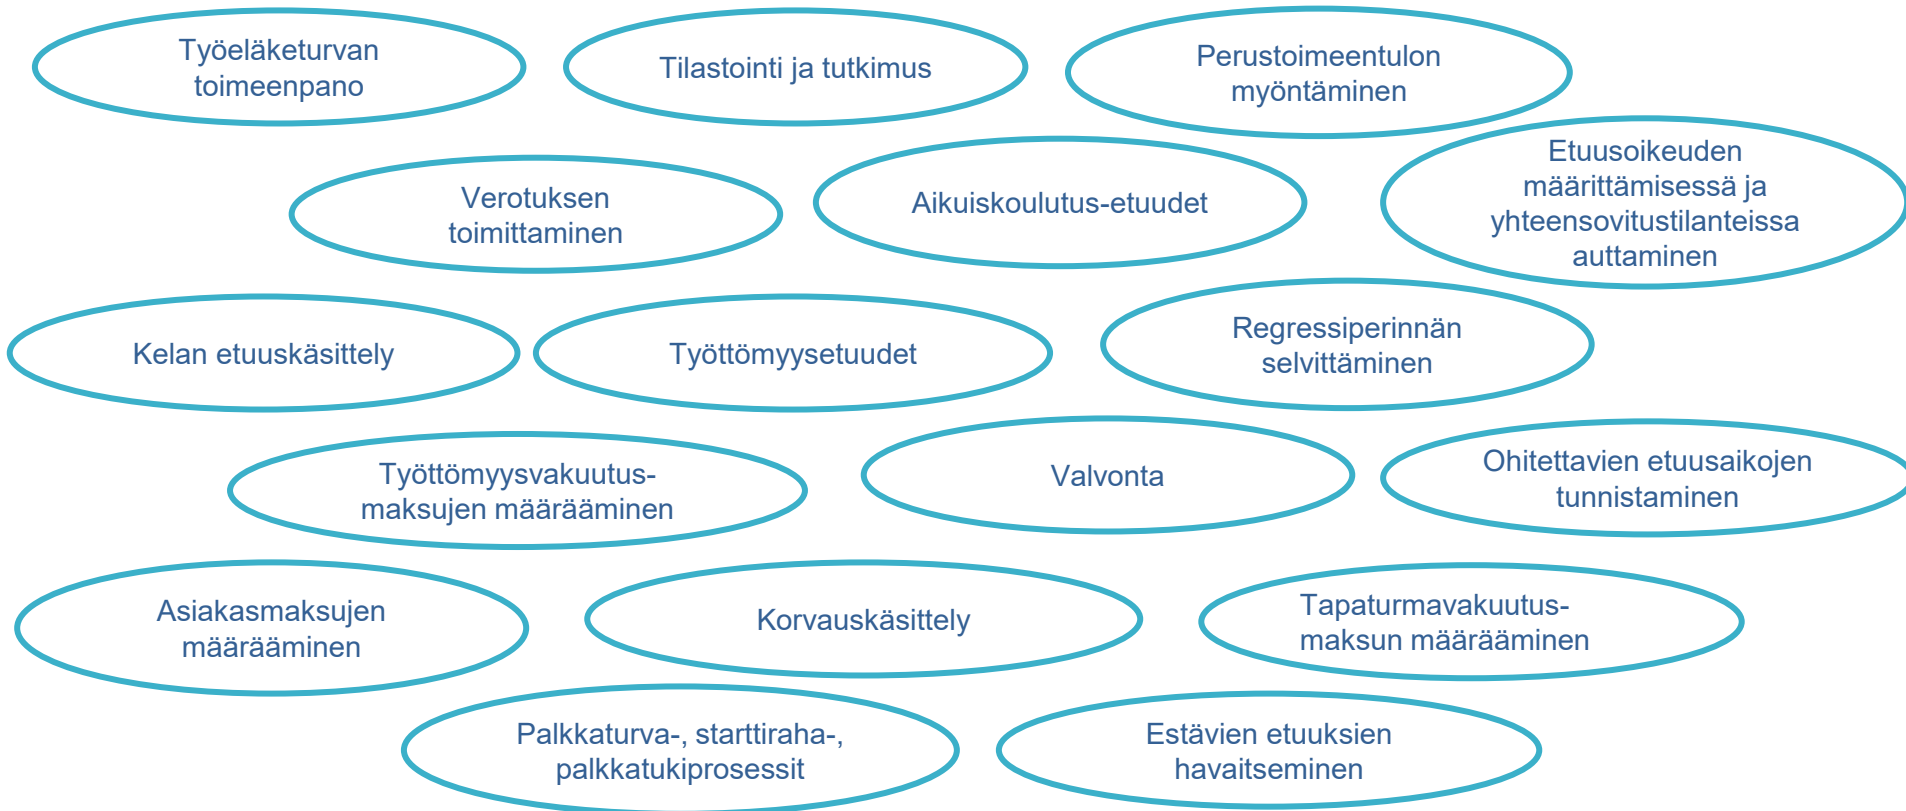 Työeläketurvan
toimeenpano
Tilastointi ja tutkimus
Perustoimeentulon
myöntäminen
Verotuksen
toimittaminen
Aikuiskoulutus-etuudet
Etuusoikeuden
määrittämisessä ja
yhteensovitustilanteissa
auttaminen
Kelan etuuskäsittely
Työttömyysetuudet
Regressiperinnän
selvittäminen
Työttömyysvakuutus-
maksujen määrääminen
Valvonta
Ohitettavien etuusaikojen
tunnistaminen
Asiakasmaksujen
määrääminen
Korvauskäsittely
Tapaturmavakuutus-
maksun määrääminen
Palkkaturva-, starttiraha-,
palkkatukiprosessit
Estävien etuuksien
havaitseminen